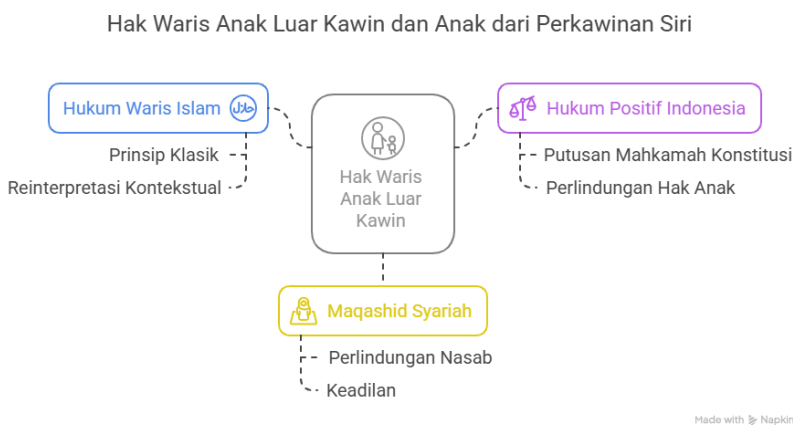 Hak Waris Anak Luar Kawin dan Anak dari Perkawinan Siri
Hukum Waris Islam حلال
Prinsip Klasik
Reinterpretasi Kontekstual
Hak Waris
Anak Luar
Kawin
Hukum Positif Indonesia
Putusan Mahkamah Konstitusi
Perlindungan Hak Anak
Maqashid Syariah
Perlindungan Nasab
Keadilan
Made with Napkin